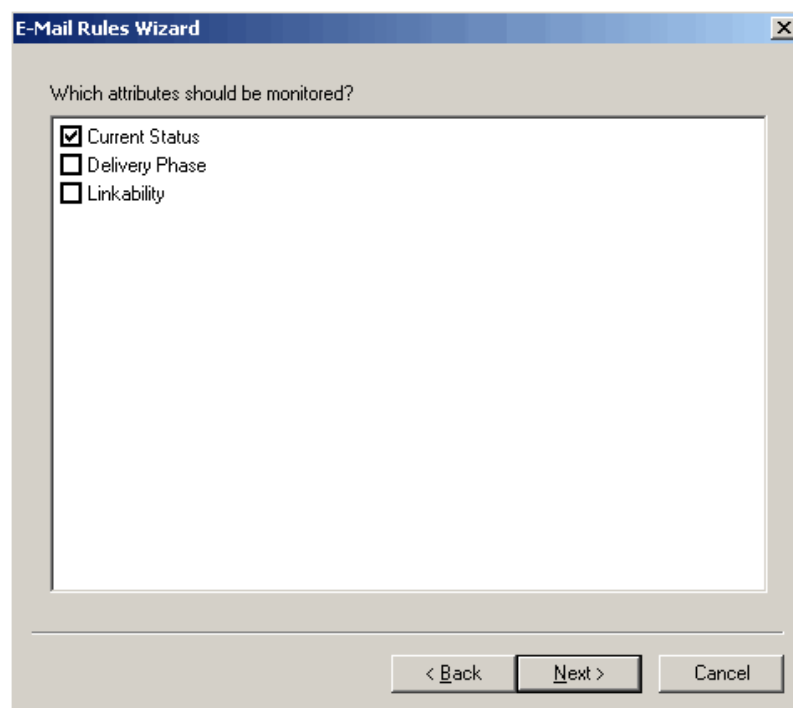 E-Mail Rules Wizard
Which attributes should be monitored?
Current Status
Delivery Phase
Linkability
< Back Next > Cancel